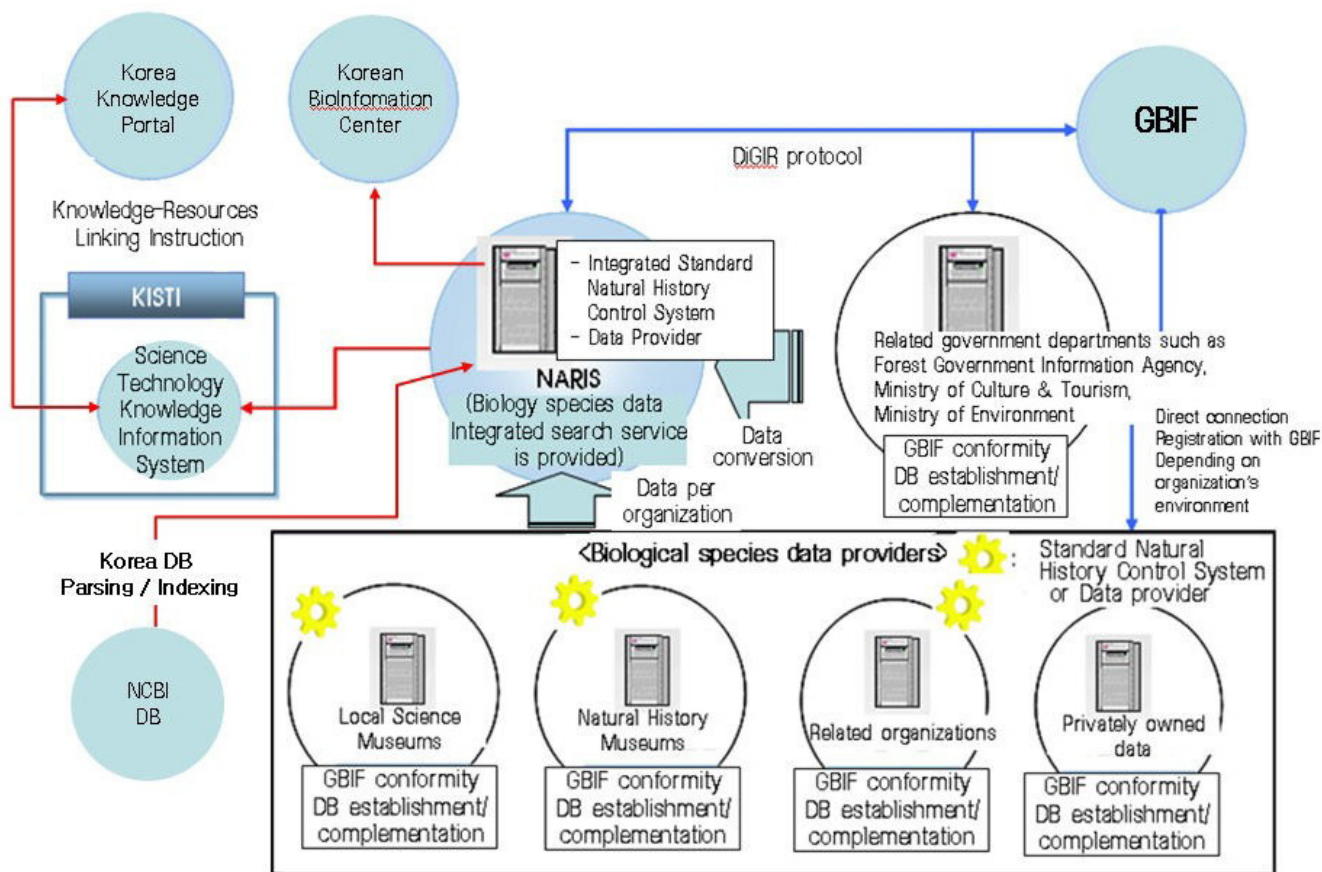 Korea
Knowledge
Portal
Korean
BioInfomation
Center
GBIF
DiGIR protocol
Knowledge-Resources
Linking Instruction
KISTI
Science
Technology
Knowledge
Information
System
- Integrated Standard
Natural History
Control System
- Data Provider
NARIS
(Biology species data
Integrated search service
is provided)
Data
conversion
Related government departments such as
Forest Government Information Agency,
Ministry of Culture & Tourism,
Ministry of Environment
GBIF conformity
DB establishment/
complementation
Direct connection
Registration with GBIF
Depending on
organization's
environment
Data per
organization
Korea DB
Parsing / Indexing
NCBI
DB
<Biological species data providers>
: Standard Natural
History Control System
or Data provider
Local Science
Museums
GBIF conformity
DB establishment/
complementation
Natural History
Museums
GBIF conformity
DB establishment/
complementation
Related organizations
GBIF conformity
DB establishment/
complementation
Privately owned
data
GBIF conformity
DB establishment/
complementation